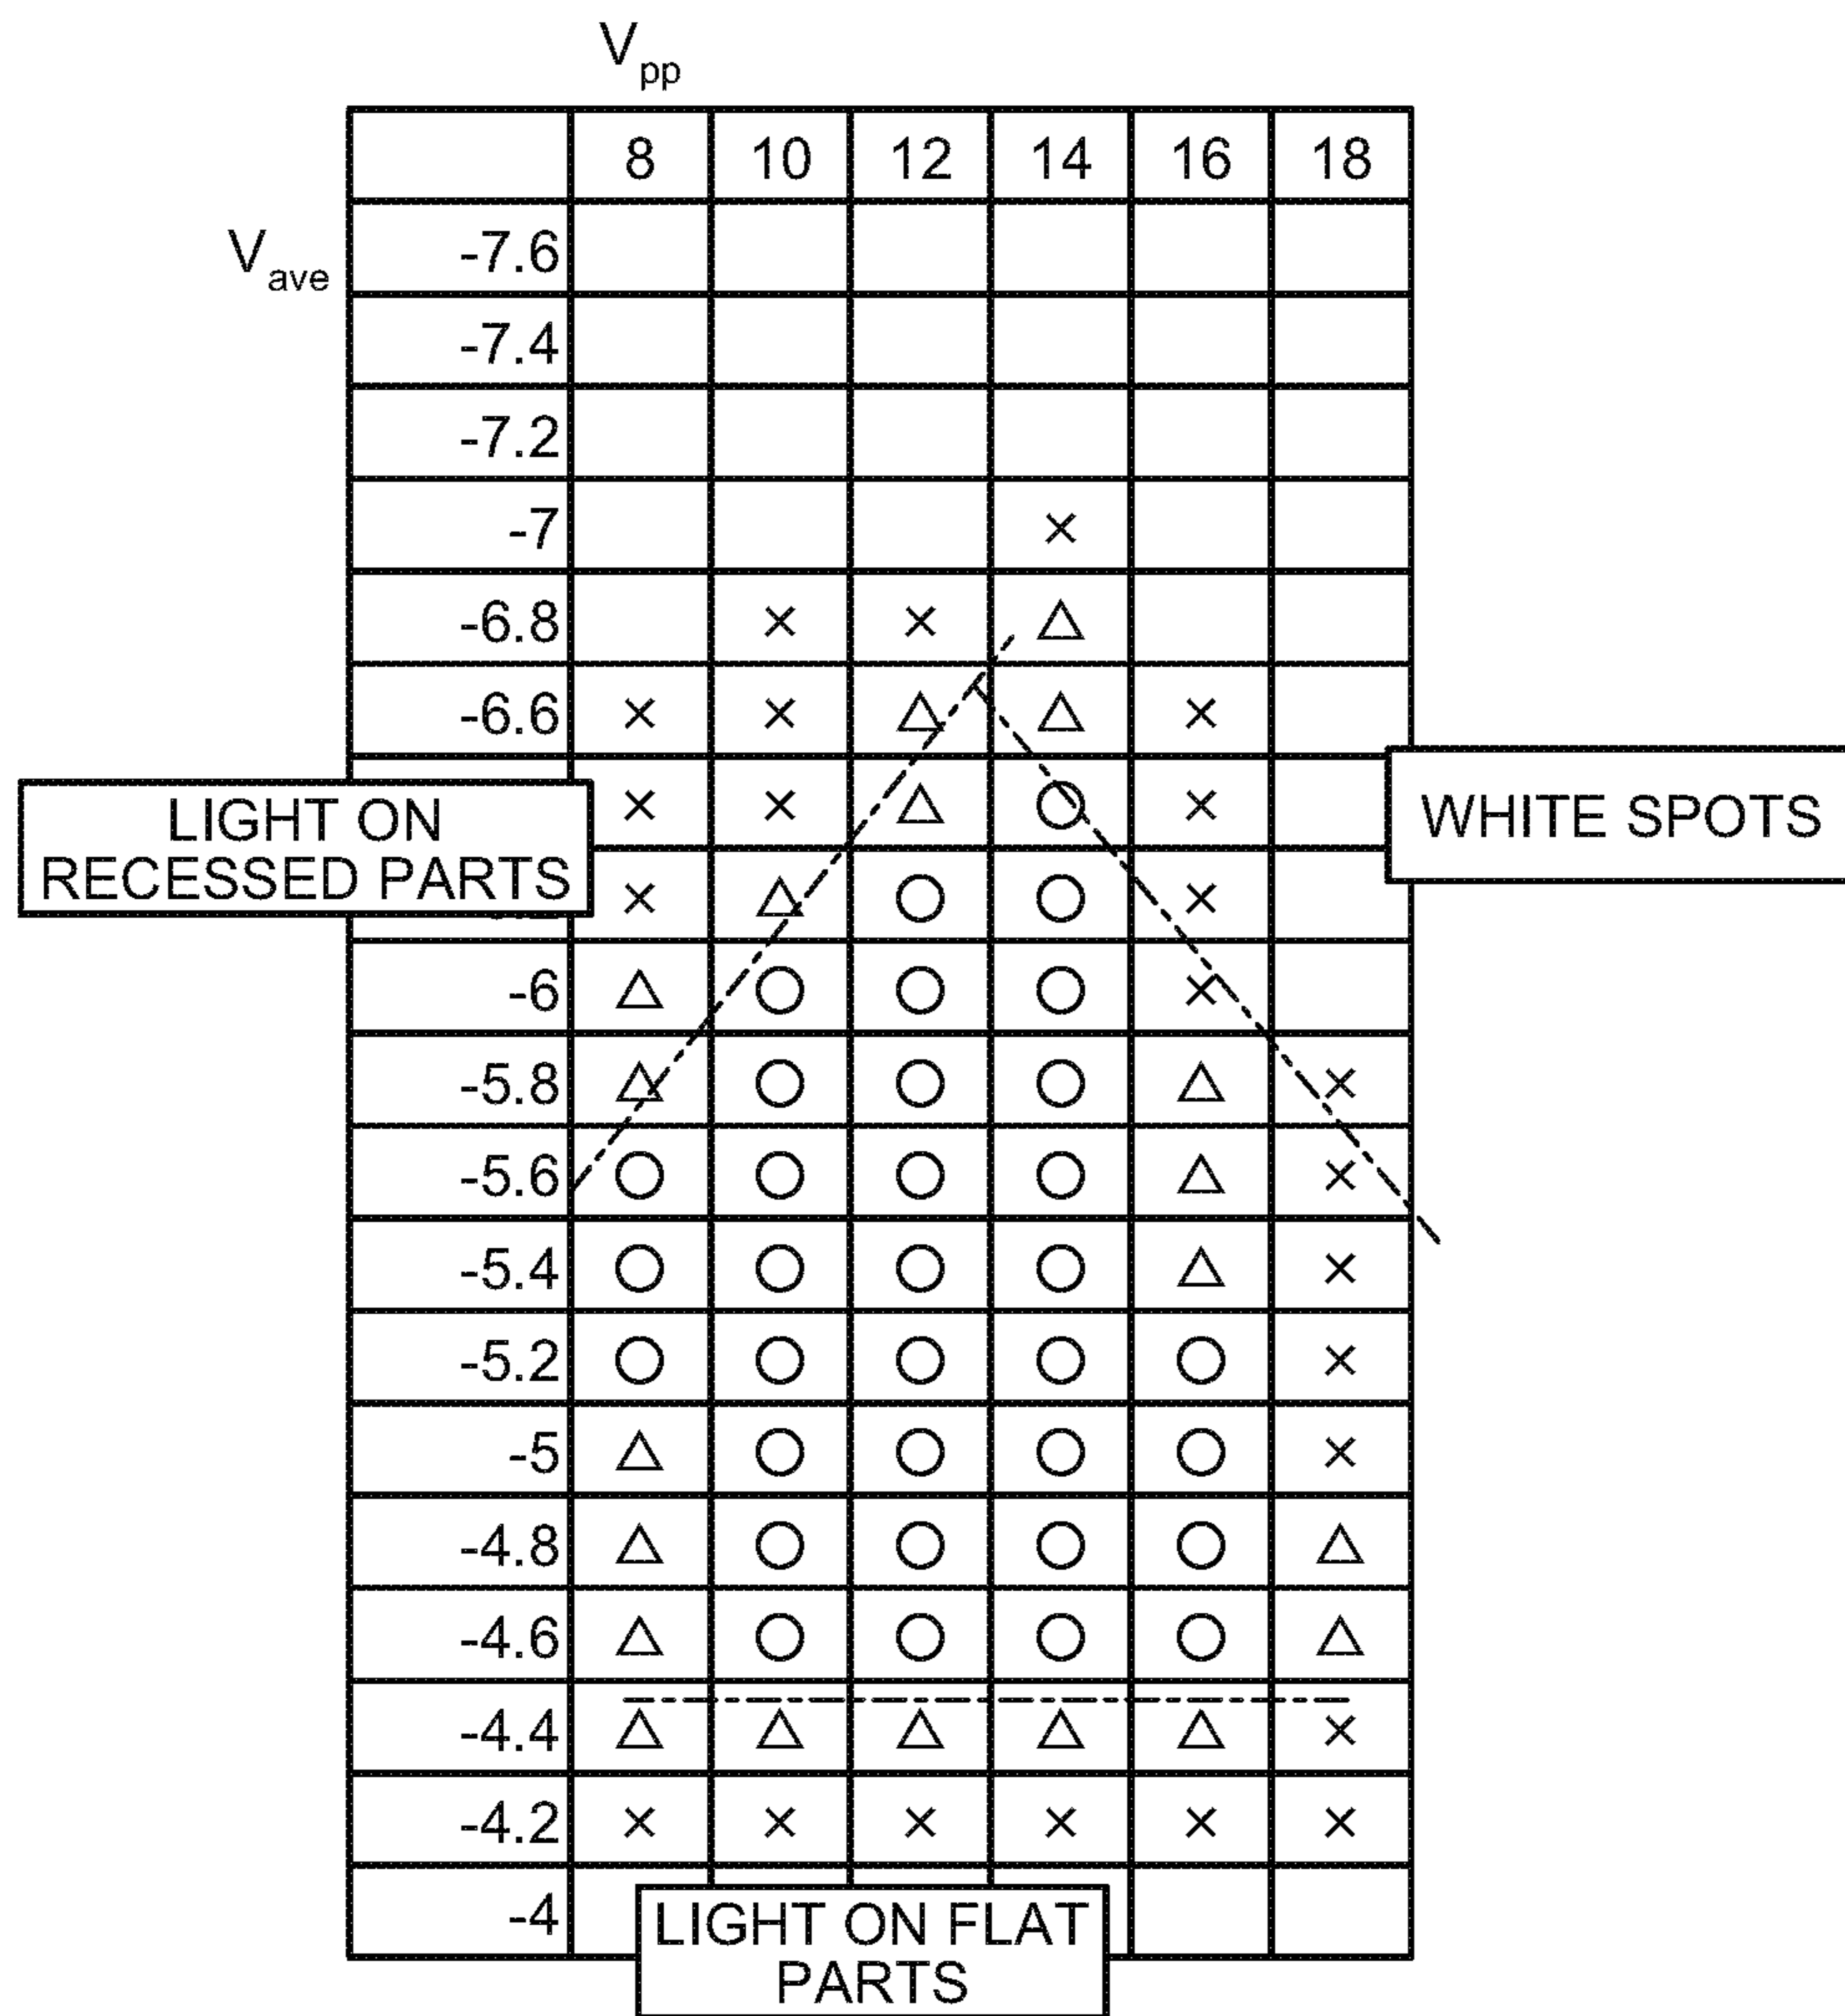 V pp
8 10 12 14 16 18
V ave
-7.6
-7.4
-7.2
-7 ×
-6.8 × × △
-6.6 × × △ △ ×
LIGHT ON
RECESSED PARTS
× × △ ○ ×
WHITE SPOTS
× △ ○ ○ ×
-6 △ ○ ○ ○ ×
-5.8 △ ○ ○ ○ △ ×
-5.6 ○ ○ ○ ○ △ ×
-5.4 ○ ○ ○ ○ △ ×
-5.2 ○ ○ ○ ○ ○ ×
-5 △ ○ ○ ○ ○ ×
-4.8 △ ○ ○ ○ ○ △
-4.6 △ ○ ○ ○ ○ △
-4.4 △ △ △ △ △ ×
-4.2 × × × × × ×
-4
LIGHT ON FLAT
PARTS